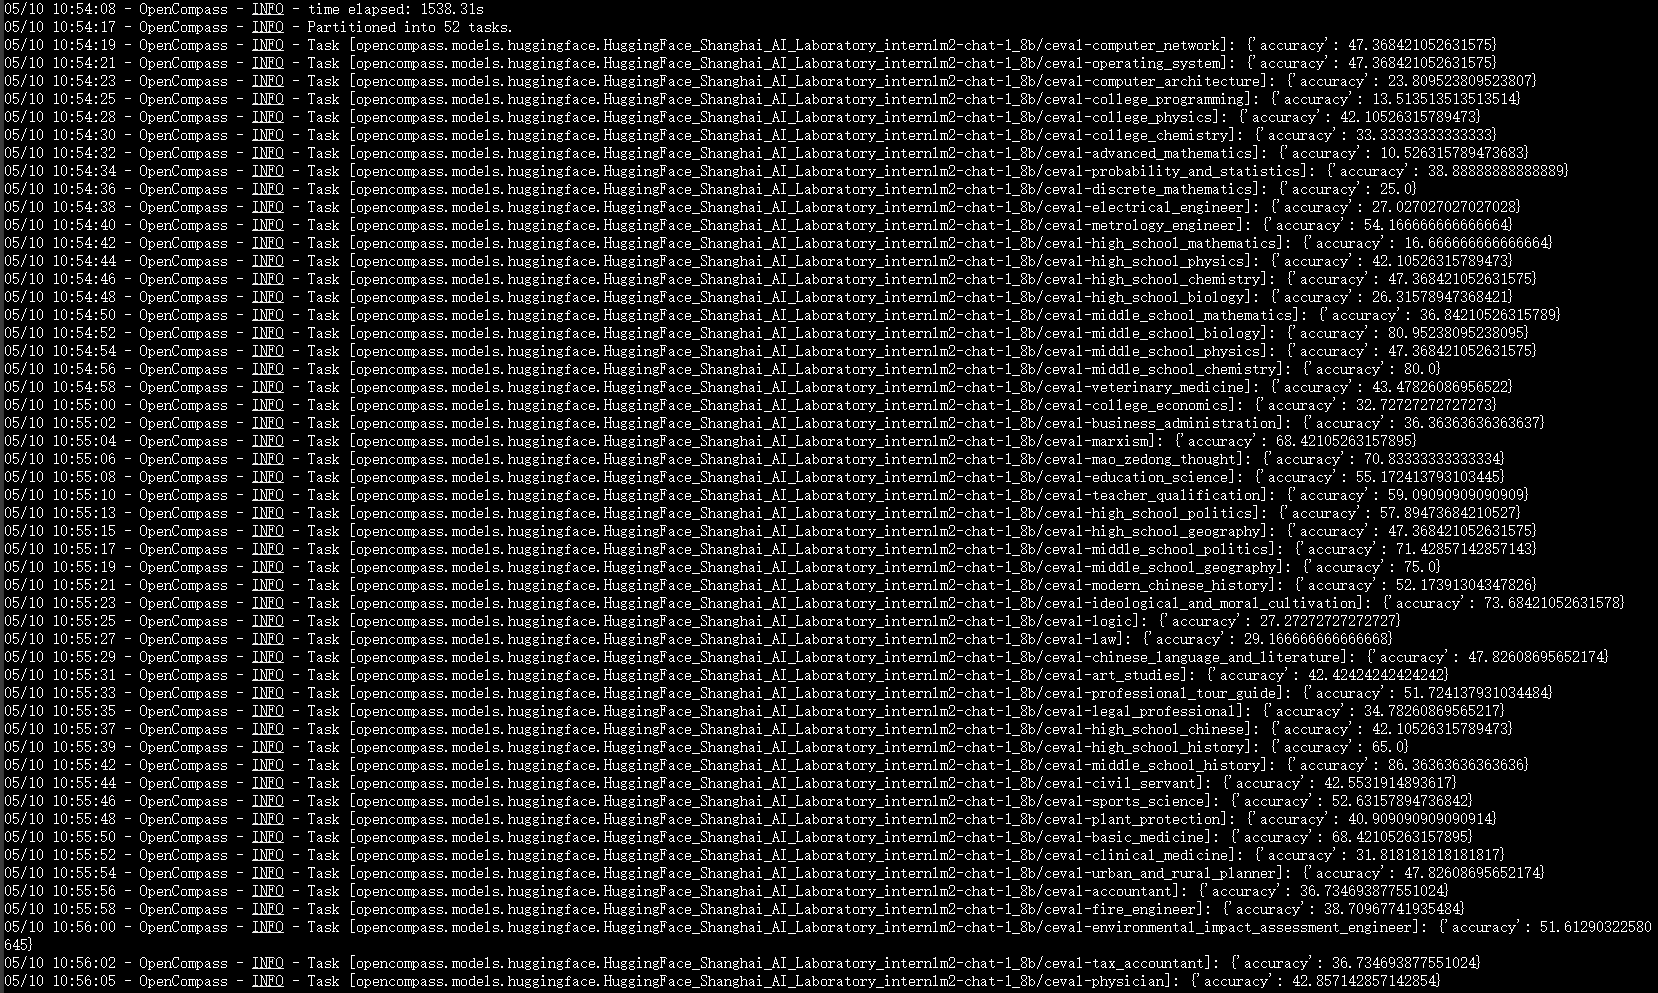 05/10 10:54:08 - OpenCompass - INFO - time elapsed: 1538.31s
05/10 10:54:17 - OpenCompass - INFO - Partitioned into 52 tasks.
05/10 10:54:19 - OpenCompass - INFO - Task [opencompass.models.huggingface.HuggingFace_Shanghai_AI_Laboratory_internlm2-chat-1_8b/ceval-computer_network]: {'accuracy': 47.368421052631575}
05/10 10:54:21 - OpenCompass - INFO - Task [opencompass.models.huggingface.HuggingFace_Shanghai_AI_Laboratory_internlm2-chat-1_8b/ceval-operating_system]: {'accuracy': 47.368421052631575}
05/10 10:54:23 - OpenCompass - INFO - Task [opencompass.models.huggingface.HuggingFace_Shanghai_AI_Laboratory_internlm2-chat-1_8b/ceval-computer_architecture]: {'accuracy': 23.809523809523807}
05/10 10:54:25 - OpenCompass - INFO - Task [opencompass.models.huggingface.HuggingFace_Shanghai_AI_Laboratory_internlm2-chat-1_8b/ceval-college_programming]: {'accuracy': 13.513513513513514}
05/10 10:54:28 - OpenCompass - INFO - Task [opencompass.models.huggingface.HuggingFace_Shanghai_AI_Laboratory_internlm2-chat-1_8b/ceval-college_physics]: {'accuracy': 42.10526315789473}
05/10 10:54:30 - OpenCompass - INFO - Task [opencompass.models.huggingface.HuggingFace_Shanghai_AI_Laboratory_internlm2-chat-1_8b/ceval-college_chemistry]: {'accuracy': 33.33333333333333}
05/10 10:54:32 - OpenCompass - INFO - Task [opencompass.models.huggingface.HuggingFace_Shanghai_AI_Laboratory_internlm2-chat-1_8b/ceval-advanced_mathematics]: {'accuracy': 10.526315789473683}
05/10 10:54:34 - OpenCompass - INFO - Task [opencompass.models.huggingface.HuggingFace_Shanghai_AI_Laboratory_internlm2-chat-1_8b/ceval-probability_and_statistics]: {'accuracy': 38.88888888888889}
05/10 10:54:36 - OpenCompass - INFO - Task [opencompass.models.huggingface.HuggingFace_Shanghai_AI_Laboratory_internlm2-chat-1_8b/ceval-discrete_mathematics]: {'accuracy': 25.0}
05/10 10:54:38 - OpenCompass - INFO - Task [opencompass.models.huggingface.HuggingFace_Shanghai_AI_Laboratory_internlm2-chat-1_8b/ceval-electrical_engineer]: {'accuracy': 27.027027027027028}
05/10 10:54:40 - OpenCompass - INFO - Task [opencompass.models.huggingface.HuggingFace_Shanghai_AI_Laboratory_internlm2-chat-1_8b/ceval-metrology_engineer]: {'accuracy': 54.166666666666664}
05/10 10:54:42 - OpenCompass - INFO - Task [opencompass.models.huggingface.HuggingFace_Shanghai_AI_Laboratory_internlm2-chat-1_8b/ceval-high_school_mathematics]: {'accuracy': 16.666666666666664}
05/10 10:54:44 - OpenCompass - INFO - Task [opencompass.models.huggingface.HuggingFace_Shanghai_AI_Laboratory_internlm2-chat-1_8b/ceval-high_school_physics]: {'accuracy': 42.10526315789473}
05/10 10:54:46 - OpenCompass - INFO - Task [opencompass.models.huggingface.HuggingFace_Shanghai_AI_Laboratory_internlm2-chat-1_8b/ceval-high_school_chemistry]: {'accuracy': 47.368421052631575}
05/10 10:54:48 - OpenCompass - INFO - Task [opencompass.models.huggingface.HuggingFace_Shanghai_AI_Laboratory_internlm2-chat-1_8b/ceval-high_school_biology]: {'accuracy': 26.31578947368421}
05/10 10:54:50 - OpenCompass - INFO - Task [opencompass.models.huggingface.HuggingFace_Shanghai_AI_Laboratory_internlm2-chat-1_8b/ceval-middle_school_mathematics]: {'accuracy': 36.84210526315789}
05/10 10:54:52 - OpenCompass - INFO - Task [opencompass.models.huggingface.HuggingFace_Shanghai_AI_Laboratory_internlm2-chat-1_8b/ceval-middle_school_biology]: {'accuracy': 80.95238095238095}
05/10 10:54:54 - OpenCompass - INFO - Task [opencompass.models.huggingface.HuggingFace_Shanghai_AI_Laboratory_internlm2-chat-1_8b/ceval-middle_school_physics]: {'accuracy': 47.368421052631575}
05/10 10:54:56 - OpenCompass - INFO - Task [opencompass.models.huggingface.HuggingFace_Shanghai_AI_Laboratory_internlm2-chat-1_8b/ceval-middle_school_chemistry]: {'accuracy': 80.0}
05/10 10:54:58 - OpenCompass - INFO - Task [opencompass.models.huggingface.HuggingFace_Shanghai_AI_Laboratory_internlm2-chat-1_8b/ceval-veterinary_medicine]: {'accuracy': 43.47826086956522}
05/10 10:55:00 - OpenCompass - INFO - Task [opencompass.models.huggingface.HuggingFace_Shanghai_AI_Laboratory_internlm2-chat-1_8b/ceval-college_economics]: {'accuracy': 32.72727272727273}
05/10 10:55:02 - OpenCompass - INFO - Task [opencompass.models.huggingface.HuggingFace_Shanghai_AI_Laboratory_internlm2-chat-1_8b/ceval-business_administration]: {'accuracy': 36.36363636363637}
05/10 10:55:04 - OpenCompass - INFO - Task [opencompass.models.huggingface.HuggingFace_Shanghai_AI_Laboratory_internlm2-chat-1_8b/ceval-marxism]: {'accuracy': 68.42105263157895}
05/10 10:55:06 - OpenCompass - INFO - Task [opencompass.models.huggingface.HuggingFace_Shanghai_AI_Laboratory_internlm2-chat-1_8b/ceval-mao_zedong_thought]: {'accuracy': 70.83333333333334}
05/10 10:55:08 - OpenCompass - INFO - Task [opencompass.models.huggingface.HuggingFace_Shanghai_AI_Laboratory_internlm2-chat-1_8b/ceval-education_science]: {'accuracy': 55.172413793103445}
05/10 10:55:10 - OpenCompass - INFO - Task [opencompass.models.huggingface.HuggingFace_Shanghai_AI_Laboratory_internlm2-chat-1_8b/ceval-teacher_qualification]: {'accuracy': 59.09090909090909}
05/10 10:55:13 - OpenCompass - INFO - Task [opencompass.models.huggingface.HuggingFace_Shanghai_AI_Laboratory_internlm2-chat-1_8b/ceval-high_school_politics]: {'accuracy': 57.89473684210527}
05/10 10:55:15 - OpenCompass - INFO - Task [opencompass.models.huggingface.HuggingFace_Shanghai_AI_Laboratory_internlm2-chat-1_8b/ceval-high_school_geography]: {'accuracy': 47.368421052631575}
05/10 10:55:17 - OpenCompass - INFO - Task [opencompass.models.huggingface.HuggingFace_Shanghai_AI_Laboratory_internlm2-chat-1_8b/ceval-middle_school_politics]: {'accuracy': 71.42857142857143}
05/10 10:55:19 - OpenCompass - INFO - Task [opencompass.models.huggingface.HuggingFace_Shanghai_AI_Laboratory_internlm2-chat-1_8b/ceval-middle_school_geography]: {'accuracy': 75.0}
05/10 10:55:21 - OpenCompass - INFO - Task [opencompass.models.huggingface.HuggingFace_Shanghai_AI_Laboratory_internlm2-chat-1_8b/ceval-modern_chinese_history]: {'accuracy': 52.17391304347826}
05/10 10:55:23 - OpenCompass - INFO - Task [opencompass.models.huggingface.HuggingFace_Shanghai_AI_Laboratory_internlm2-chat-1_8b/ceval-ideological_and_moral_cultivation]: {'accuracy': 73.68421052631578}
05/10 10:55:25 - OpenCompass - INFO - Task [opencompass.models.huggingface.HuggingFace_Shanghai_AI_Laboratory_internlm2-chat-1_8b/ceval-logic]: {'accuracy': 27.27272727272727}
05/10 10:55:27 - OpenCompass - INFO - Task [opencompass.models.huggingface.HuggingFace_Shanghai_AI_Laboratory_internlm2-chat-1_8b/ceval-law]: {'accuracy': 29.166666666666668}
05/10 10:55:29 - OpenCompass - INFO - Task [opencompass.models.huggingface.HuggingFace_Shanghai_AI_Laboratory_internlm2-chat-1_8b/ceval-chinese_language_and_literature]: {'accuracy': 47.82608695652174}
05/10 10:55:31 - OpenCompass - INFO - Task [opencompass.models.huggingface.HuggingFace_Shanghai_AI_Laboratory_internlm2-chat-1_8b/ceval-art_studies]: {'accuracy': 42.42424242424242}
05/10 10:55:33 - OpenCompass - INFO - Task [opencompass.models.huggingface.HuggingFace_Shanghai_AI_Laboratory_internlm2-chat-1_8b/ceval-professional_tour_guide]: {'accuracy': 51.724137931034484}
05/10 10:55:35 - OpenCompass - INFO - Task [opencompass.models.huggingface.HuggingFace_Shanghai_AI_Laboratory_internlm2-chat-1_8b/ceval-legal_professional]: {'accuracy': 34.78260869565217}
05/10 10:55:37 - OpenCompass - INFO - Task [opencompass.models.huggingface.HuggingFace_Shanghai_AI_Laboratory_internlm2-chat-1_8b/ceval-high_school_chinese]: {'accuracy': 42.10526315789473}
05/10 10:55:39 - OpenCompass - INFO - Task [opencompass.models.huggingface.HuggingFace_Shanghai_AI_Laboratory_internlm2-chat-1_8b/ceval-high_school_history]: {'accuracy': 65.0}
05/10 10:55:42 - OpenCompass - INFO - Task [opencompass.models.huggingface.HuggingFace_Shanghai_AI_Laboratory_internlm2-chat-1_8b/ceval-middle_school_history]: {'accuracy': 86.36363636363636}
05/10 10:55:44 - OpenCompass - INFO - Task [opencompass.models.huggingface.HuggingFace_Shanghai_AI_Laboratory_internlm2-chat-1_8b/ceval-civil_servant]: {'accuracy': 42.5531914893617}
05/10 10:55:46 - OpenCompass - INFO - Task [opencompass.models.huggingface.HuggingFace_Shanghai_AI_Laboratory_internlm2-chat-1_8b/ceval-sports_science]: {'accuracy': 52.63157894736842}
05/10 10:55:48 - OpenCompass - INFO - Task [opencompass.models.huggingface.HuggingFace_Shanghai_AI_Laboratory_internlm2-chat-1_8b/ceval-plant_protection]: {'accuracy': 40.909090909090914}
05/10 10:55:50 - OpenCompass - INFO - Task [opencompass.models.huggingface.HuggingFace_Shanghai_AI_Laboratory_internlm2-chat-1_8b/ceval-basic_medicine]: {'accuracy': 68.42105263157895}
05/10 10:55:52 - OpenCompass - INFO - Task [opencompass.models.huggingface.HuggingFace_Shanghai_AI_Laboratory_internlm2-chat-1_8b/ceval-clinical_medicine]: {'accuracy': 31.818181818181817}
05/10 10:55:54 - OpenCompass - INFO - Task [opencompass.models.huggingface.HuggingFace_Shanghai_AI_Laboratory_internlm2-chat-1_8b/ceval-urban_and_rural_planner]: {'accuracy': 47.82608695652174}
05/10 10:55:56 - OpenCompass - INFO - Task [opencompass.models.huggingface.HuggingFace_Shanghai_AI_Laboratory_internlm2-chat-1_8b/ceval-accountant]: {'accuracy': 36.734693877551024}
05/10 10:55:58 - OpenCompass - INFO - Task [opencompass.models.huggingface.HuggingFace_Shanghai_AI_Laboratory_internlm2-chat-1_8b/ceval-fire_engineer]: {'accuracy': 38.70967741935484}
05/10 10:56:00 - OpenCompass - INFO - Task [opencompass.models.huggingface.HuggingFace_Shanghai_AI_Laboratory_internlm2-chat-1_8b/ceval-environmental_impact_assessment_engineer]: {'accuracy': 51.61290322580
645}
05/10 10:56:02 - OpenCompass - INFO - Task [opencompass.models.huggingface.HuggingFace_Shanghai_AI_Laboratory_internlm2-chat-1_8b/ceval-tax_accountant]: {'accuracy': 36.734693877551024}
05/10 10:56:05 - OpenCompass - INFO - Task [opencompass.models.huggingface.HuggingFace_Shanghai_AI_Laboratory_internlm2-chat-1_8b/ceval-physician]: {'accuracy': 42.857142857142854}